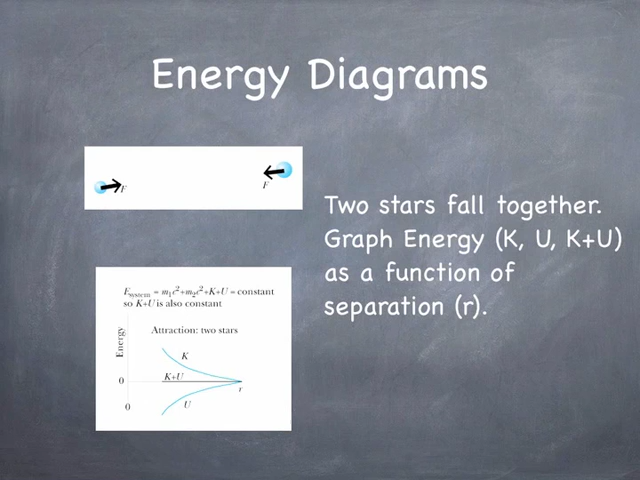 Energy Diagrams
F
F
Two stars fall together.
Graph Energy (K, U, K+U)
as a function of
separation (r).
E_system = m₁c²+m₂c²+K+U = constant
so K+U is also constant
Attraction: two stars
Energy
K
K+U
0
r
U
0